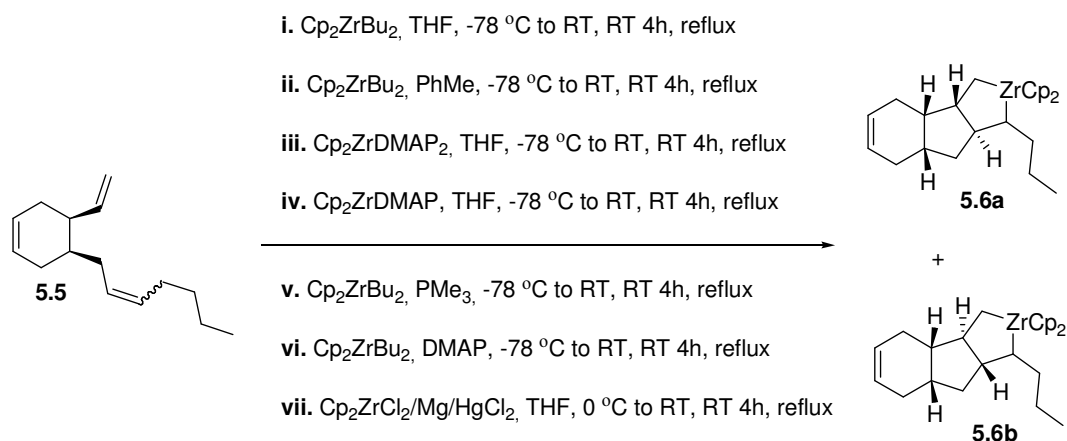 i. Cp2ZrBu2, THF, -78 °C to RT, RT 4h, reflux
ii. Cp2ZrBu2, PhMe, -78 °C to RT, RT 4h, reflux
iii. Cp2ZrDMAP2, THF, -78 °C to RT, RT 4h, reflux
iv. Cp2ZrDMAP, THF, -78 °C to RT, RT 4h, reflux
5.5
v. Cp2ZrBu2, PMe3, -78 °C to RT, RT 4h, reflux
vi. Cp2ZrBu2, DMAP, -78 °C to RT, RT 4h, reflux
vii. Cp2ZrCl2/Mg/HgCl2, THF, 0 °C to RT, RT 4h, reflux
H
H
ZrCp2
H
H
5.6a
+
H
H
ZrCp2
H
H
5.6b